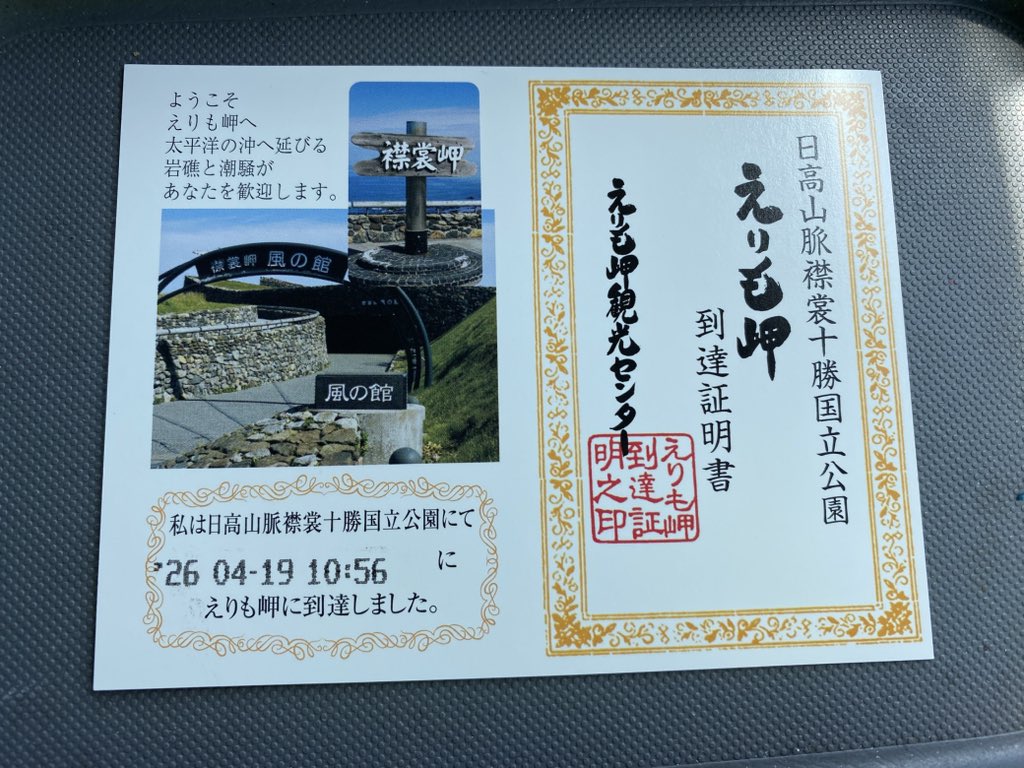 ようこそ
えりも岬へ
太平洋の沖へ延びる
岩礁と潮騒が
あなたを歓迎します。
襟裳岬
襟裳岬 風の館
風の館
私は日高山脈襟裳十勝国立公園にて
'26 04-19 10:56
に
えりも岬に到達しました。
日高山脈襟裳十勝国立公園
えりも岬
到達証明書
えりも岬観光センター
えりも岬
到達証
明之印